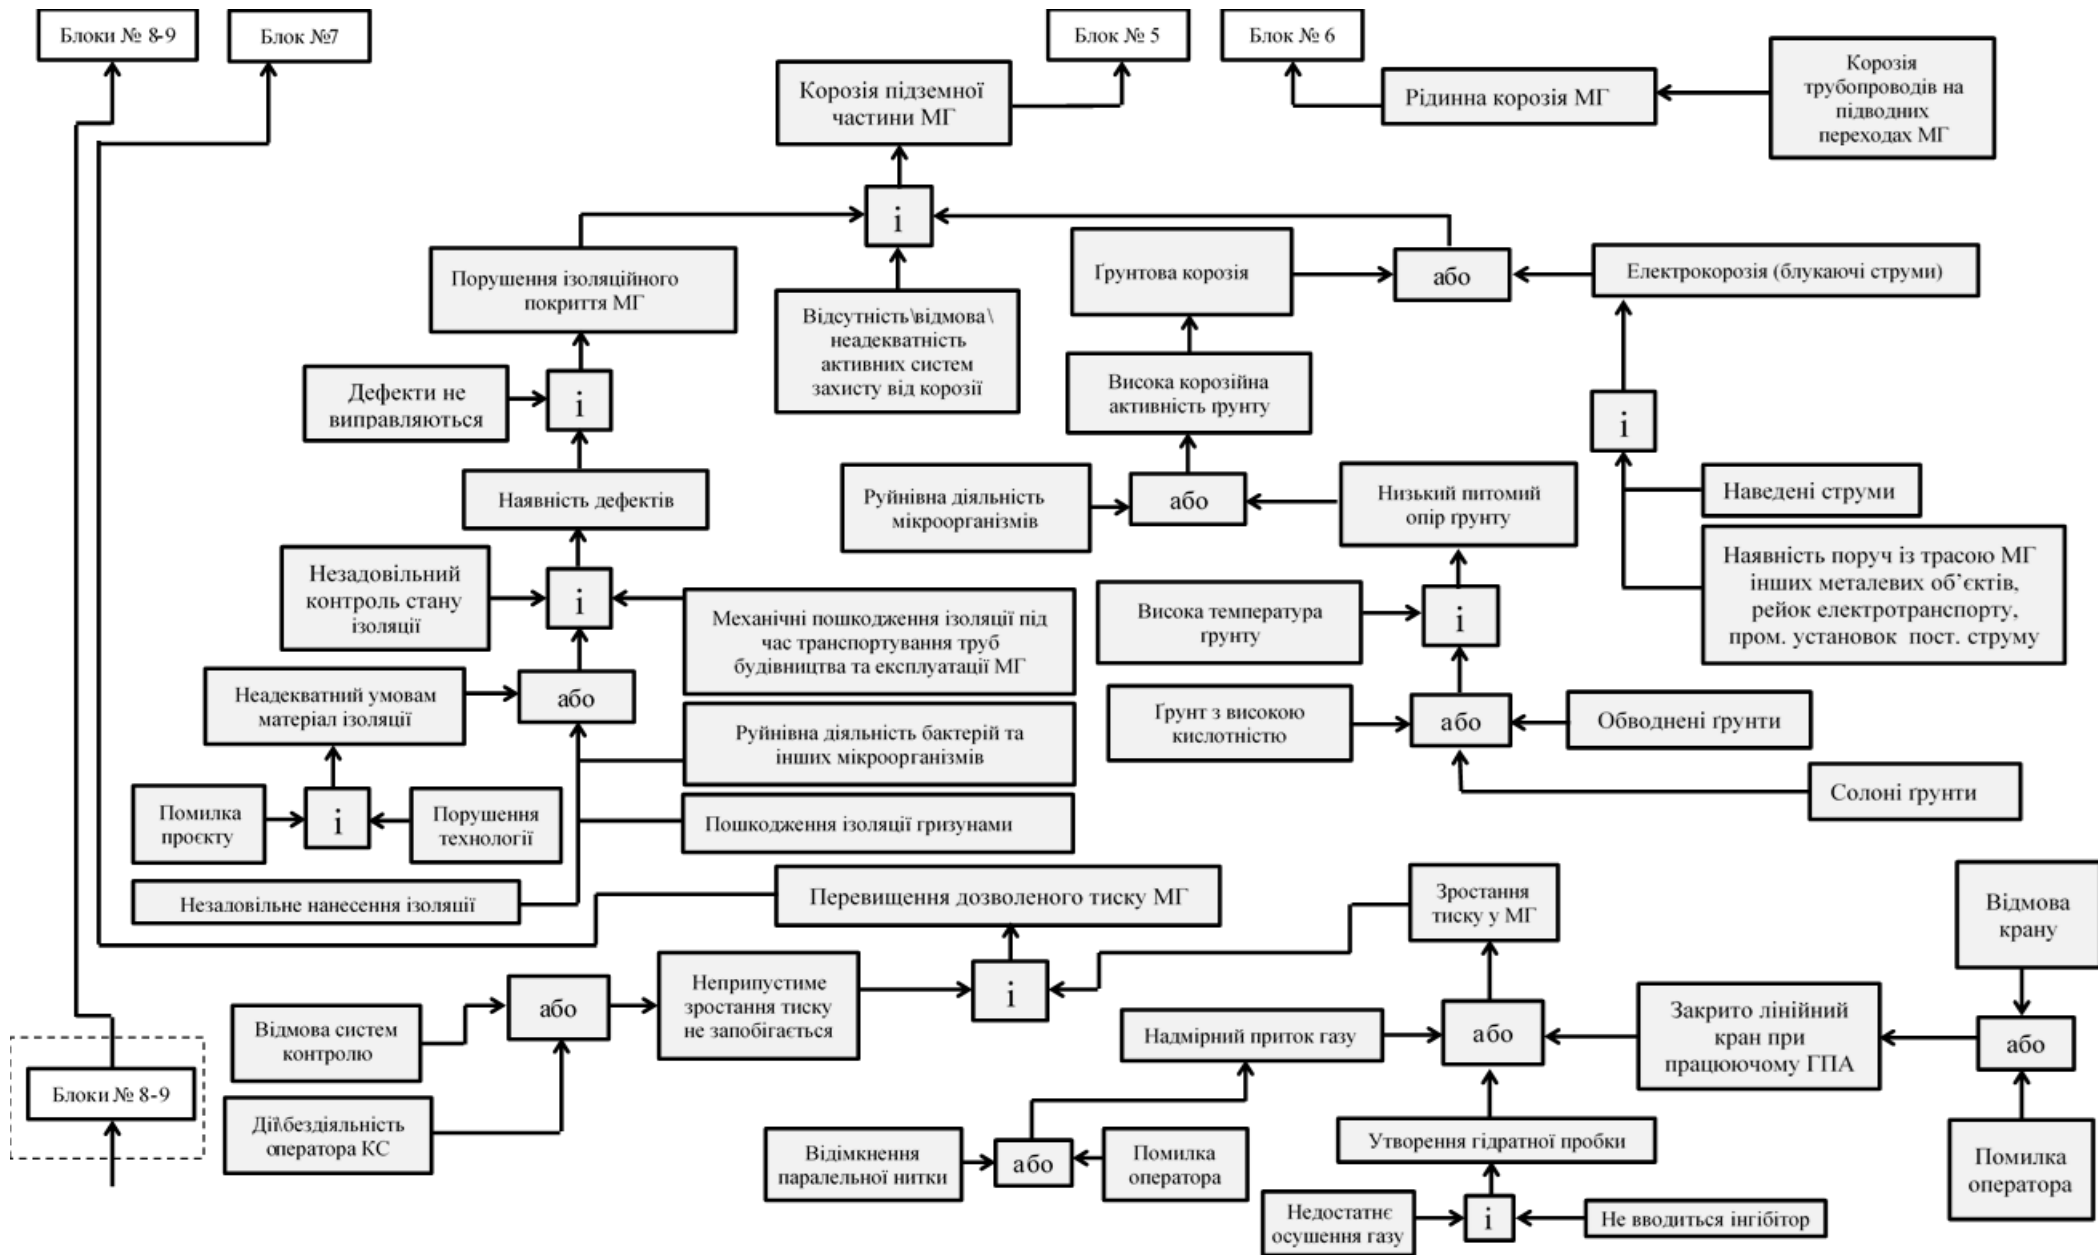 Блоки № 8-9
Блок №7
Блок № 5
Блок № 6
Корозія підземної
частини МГ
Рідинна корозія МГ
Корозія
трубопроводів на
підводних
переходах МГ
і
Порушення ізоляційного
покриття МГ
Відсутність\відмова\
неадекватність
активних систем
захисту від корозії
Ґрунтова корозія
або
Електрокорозія (блукаючі струми)
Дефекти не
виправляються
і
Висока корозійна
активність ґрунту
і
Наявність дефектів
Руйнівна діяльність
мікроорганізмів
або
Низький питомий
опір ґрунту
Наведені струми
Незадовільний
контроль стану
ізоляції
і
Механічні пошкодження ізоляції під
час транспортування труб
будівництва та експлуатації МГ
Висока температура
ґрунту
і
Наявність поруч із трасою МГ
інших металевих об’єктів,
рейок електротранспорту,
пром. установок пост. струму
Неадекватний умовам
матеріал ізоляції
або
Руйнівна діяльність бактерій та
інших мікроорганізмів
Ґрунт з високою
кислотністю
або
Обводнені ґрунти
Помилка
проєкту
і
Порушення
технології
Пошкодження ізоляції гризунами
Солоні ґрунти
Незадовільне нанесення ізоляції
Перевищення дозволеного тиску МГ
Зростання
тиску у МГ
Відмова
крану
Відмова систем
контролю
або
Неприпустиме
зростання тиску
не запобігається
і
Надмірний приток газу
або
Закрито лінійний
кран при
працюючому ГПА
або
Блоки № 8-9
Дії\бездіяльність
оператора КС
Утворення гідратної пробки
Відімкнення
паралельної нитки
або
Помилка
оператора
Помилка
оператора
Недостатнє
осушення газу
і
Не вводиться інгібітор